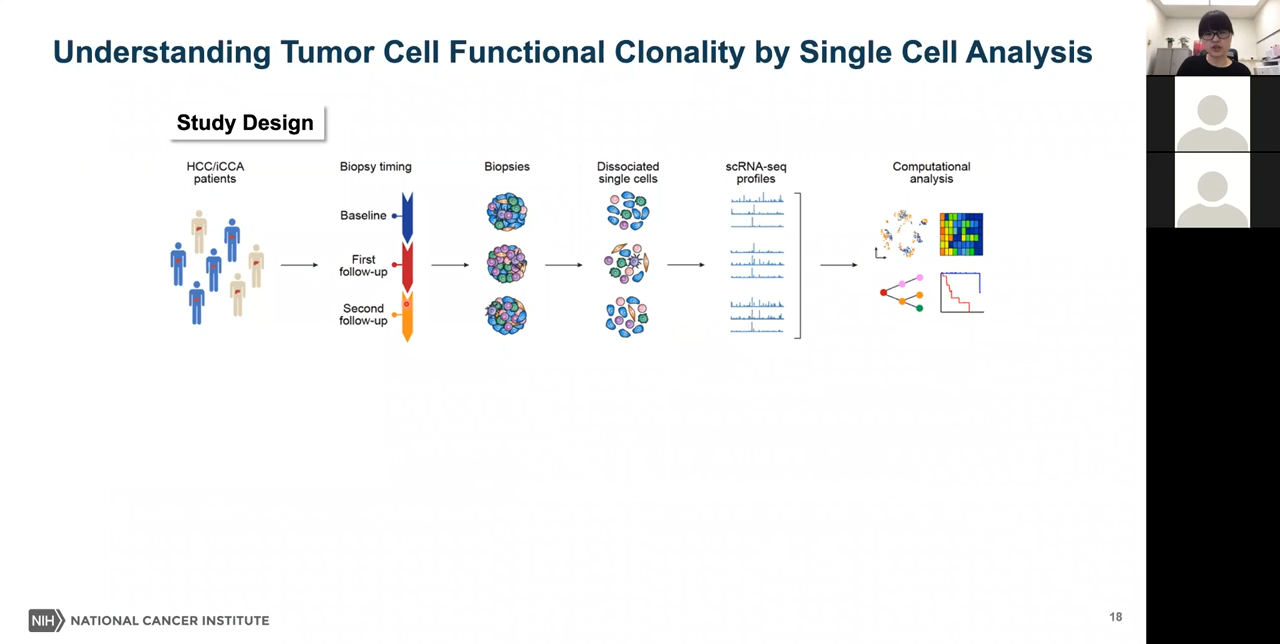 Understanding Tumor Cell Functional Clonality by Single Cell Analysis
Study Design
HCC/iCCA
patients
Biopsy timing
Baseline
First
follow-up
Second
follow-up
Biopsies
Dissociated
single cells
scRNA-seq
profiles
Computational
analysis
NIH NATIONAL CANCER INSTITUTE
18